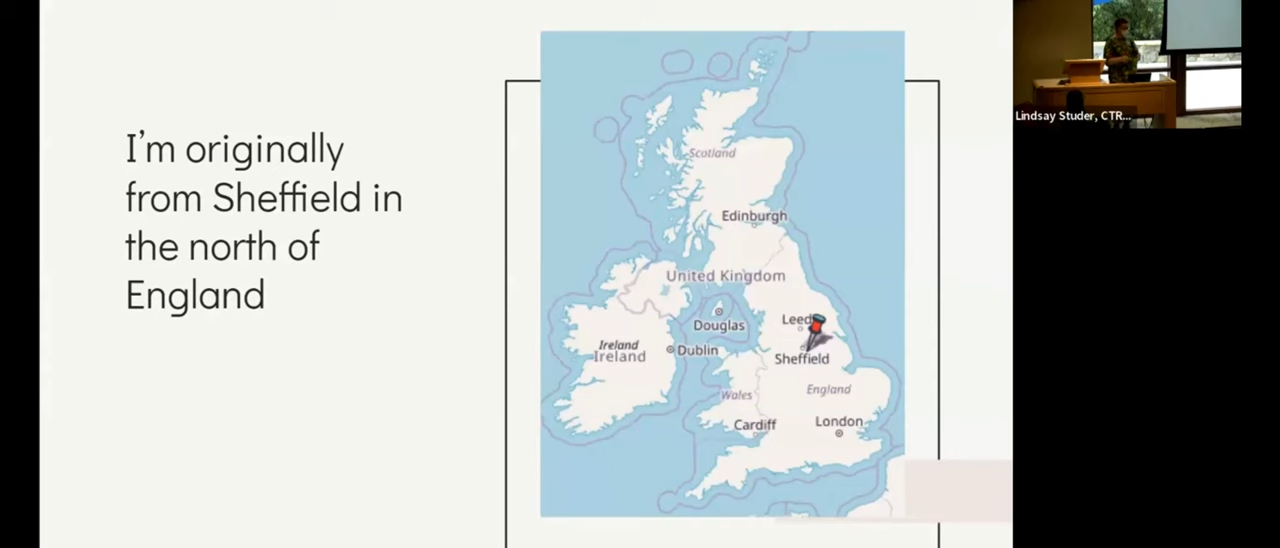 I'm originally
from Sheffield in
the north of
England
Scotland
Edinburgh
United Kingdom
Leeds
Douglas
Ireland
Ireland
Dublin
Sheffield
Wales
England
Cardiff
London
Lindsay Studer, CTR...